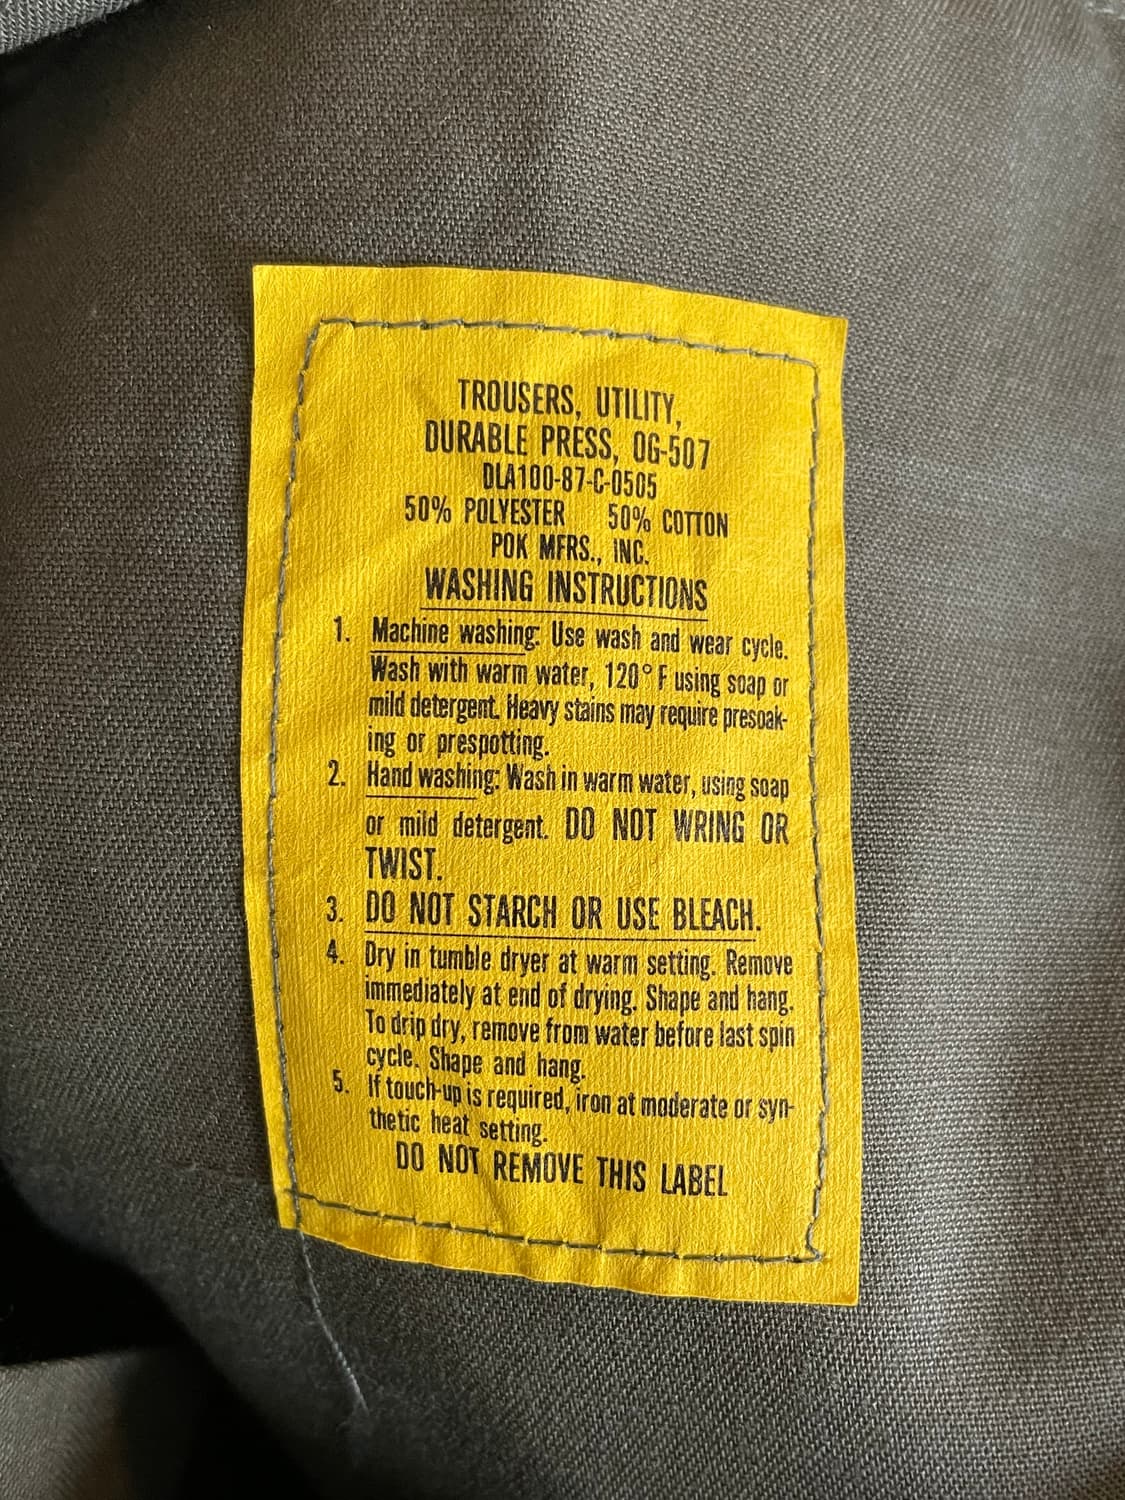 TROUSERS, UTILITY,
DURABLE PRESS, OG-507
DLA100-87-C-0505
50% POLYESTER 50% COTTON
POK MFRS., INC.
WASHING INSTRUCTIONS
1. Machine washing: Use wash and wear cycle.
Wash with warm water, 120° F using soap or
mild detergent. Heavy stains may require presoak-
ing or prespotting.
2. Hand washing: Wash in warm water, using soap
or mild detergent. DO NOT WRING OR
TWIST.
3. DO NOT STARCH OR USE BLEACH.
4. Dry in tumble dryer at warm setting. Remove
immediately at end of drying. Shape and hang.
To drip dry, remove from water before last spin
cycle. Shape and hang.
5. If touch-up is required, iron at moderate or syn-
thetic heat setting.
DO NOT REMOVE THIS LABEL